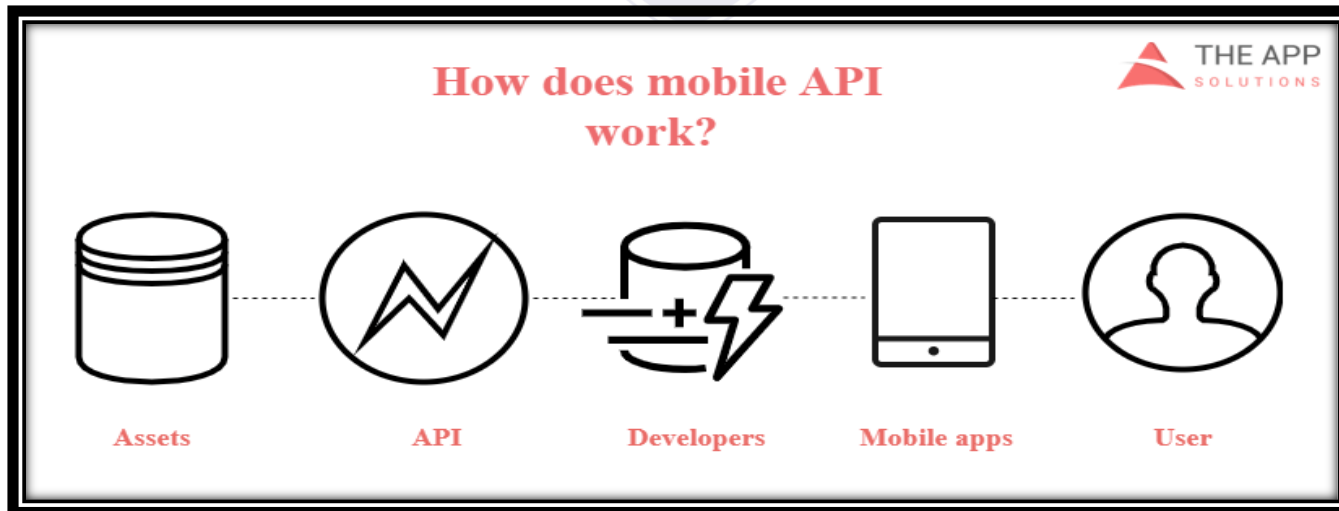 How does mobile API
work?
THE APP
SOLUTIONS
Assets
API
Developers
Mobile apps
User